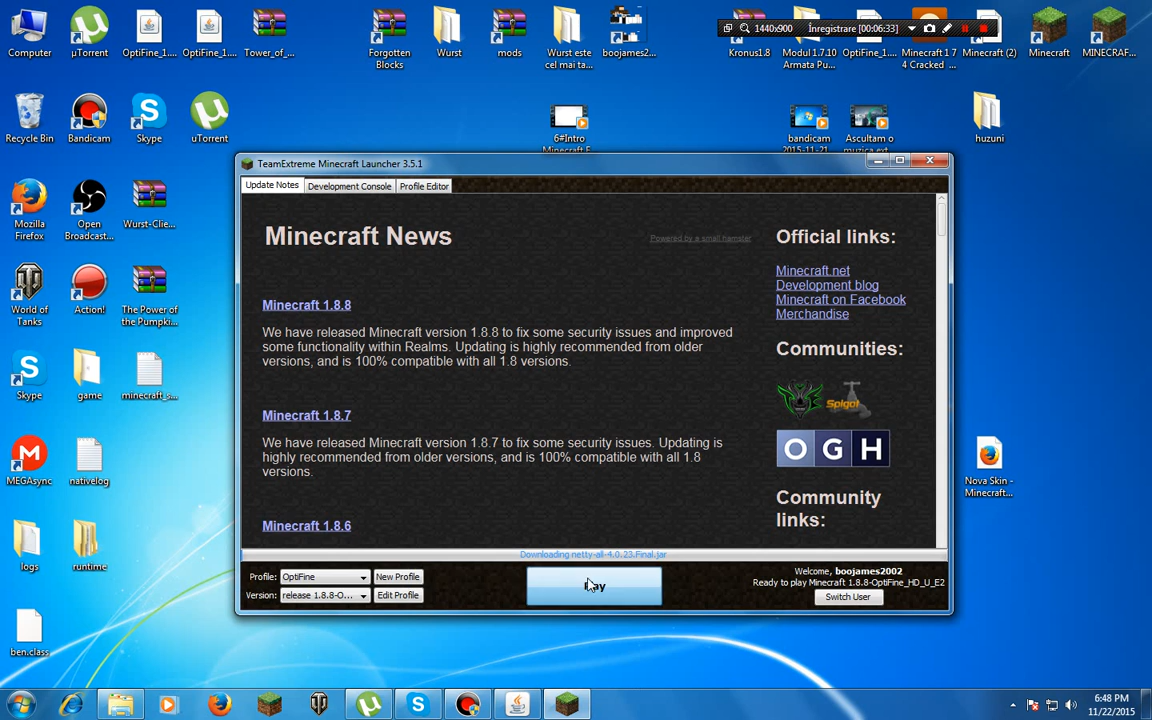 1440x900
Înregistrare [00:06:33]
Computer
µTorrent
OptiFine_1....
OptiFine_1....
Tower_of_...
Forgotten
Blocks
Wurst
mods
Wurst este
cel mai ta...
boojames2...
Kronus1.8
Modul 1.7.10
Armata Pu...
OptiFine_1....
Minecraft 1 7
4 Cracked _...
Minecraft (2)
Minecraft
MINECRAF...
Recycle Bin
Bandicam
Skype
uTorrent
6#Intro
Minecraft F...
bandicam
2015-11-21...
Ascultam o
muzica ext...
huzuni
Mozilla
Firefox
Open
Broadcast...
Wurst-Clie...
World of
Tanks
Action!
The Power of
the Pumpki...
Skype
game
minecraft_s...
MEGAsync
nativelog
logs
runtime
ben.class
Nova Skin -
Minecraft...
TeamExtreme Minecraft Launcher 3.5.1
Update Notes
Development Console
Profile Editor
Minecraft News
Powered by a small hamster
Minecraft 1.8.8
We have released Minecraft version 1.8.8 to fix some security issues and improved
some functionality within Realms. Updating is highly recommended from older
versions, and is 100% compatible with all 1.8 versions.
Minecraft 1.8.7
We have released Minecraft version 1.8.7 to fix some security issues. Updating is
highly recommended from older versions, and is 100% compatible with all 1.8
versions.
Minecraft 1.8.6
Official links:
Minecraft.net
Development blog
Minecraft on Facebook
Merchandise
Communities:
Spigot
OGH
Community
links:
Downloading netty-all-4.0.23.Final.jar
Profile:
OptiFine
New Profile
Version:
release 1.8.8-O...
Edit Profile
Play
Welcome, boojames2002
Ready to play Minecraft 1.8.8-OptiFine_HD_U_E2
Switch User
6:48 PM
11/22/2015